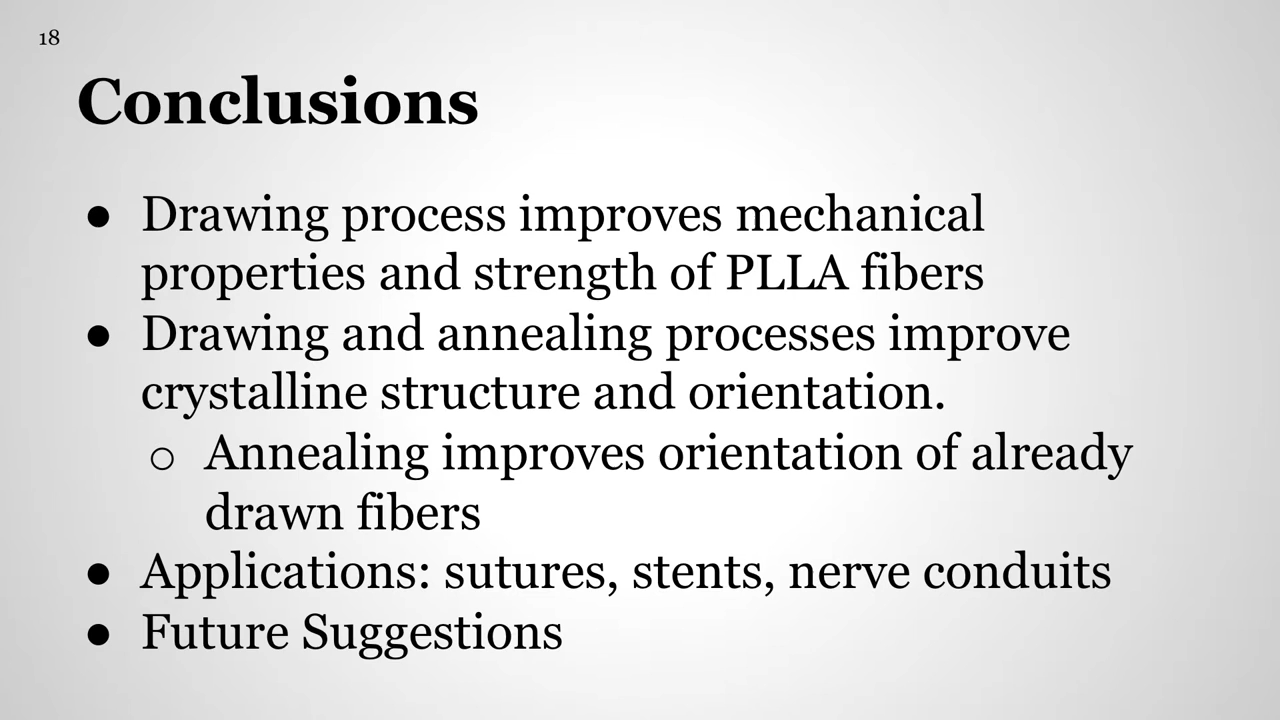 18
Conclusions
● Drawing process improves mechanical
properties and strength of PLLA fibers
● Drawing and annealing processes improve
crystalline structure and orientation.
○ Annealing improves orientation of already
drawn fibers
● Applications: sutures, stents, nerve conduits
● Future Suggestions